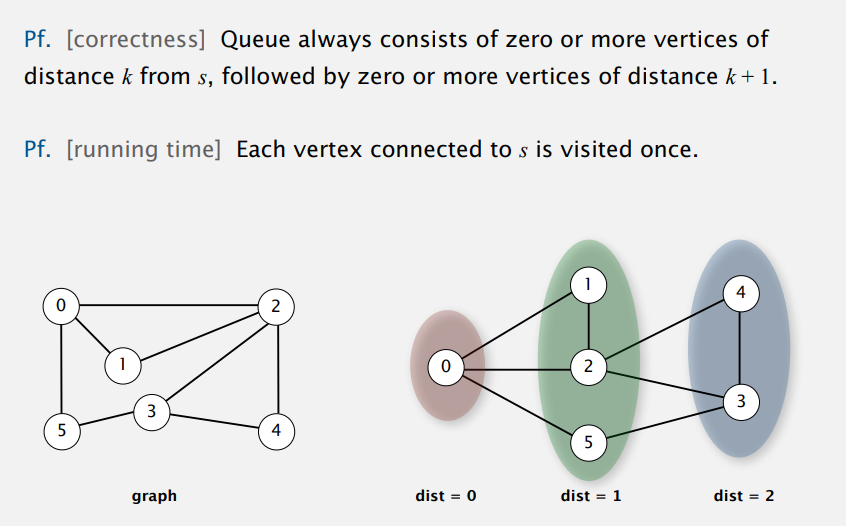 Pf. [correctness] Queue always consists of zero or more vertices of
distance k from s, followed by zero or more vertices of distance k + 1.
Pf. [running time] Each vertex connected to s is visited once.
0
2
1
3
5
4
graph
0
1
2
5
4
3
dist = 0
dist = 1
dist = 2